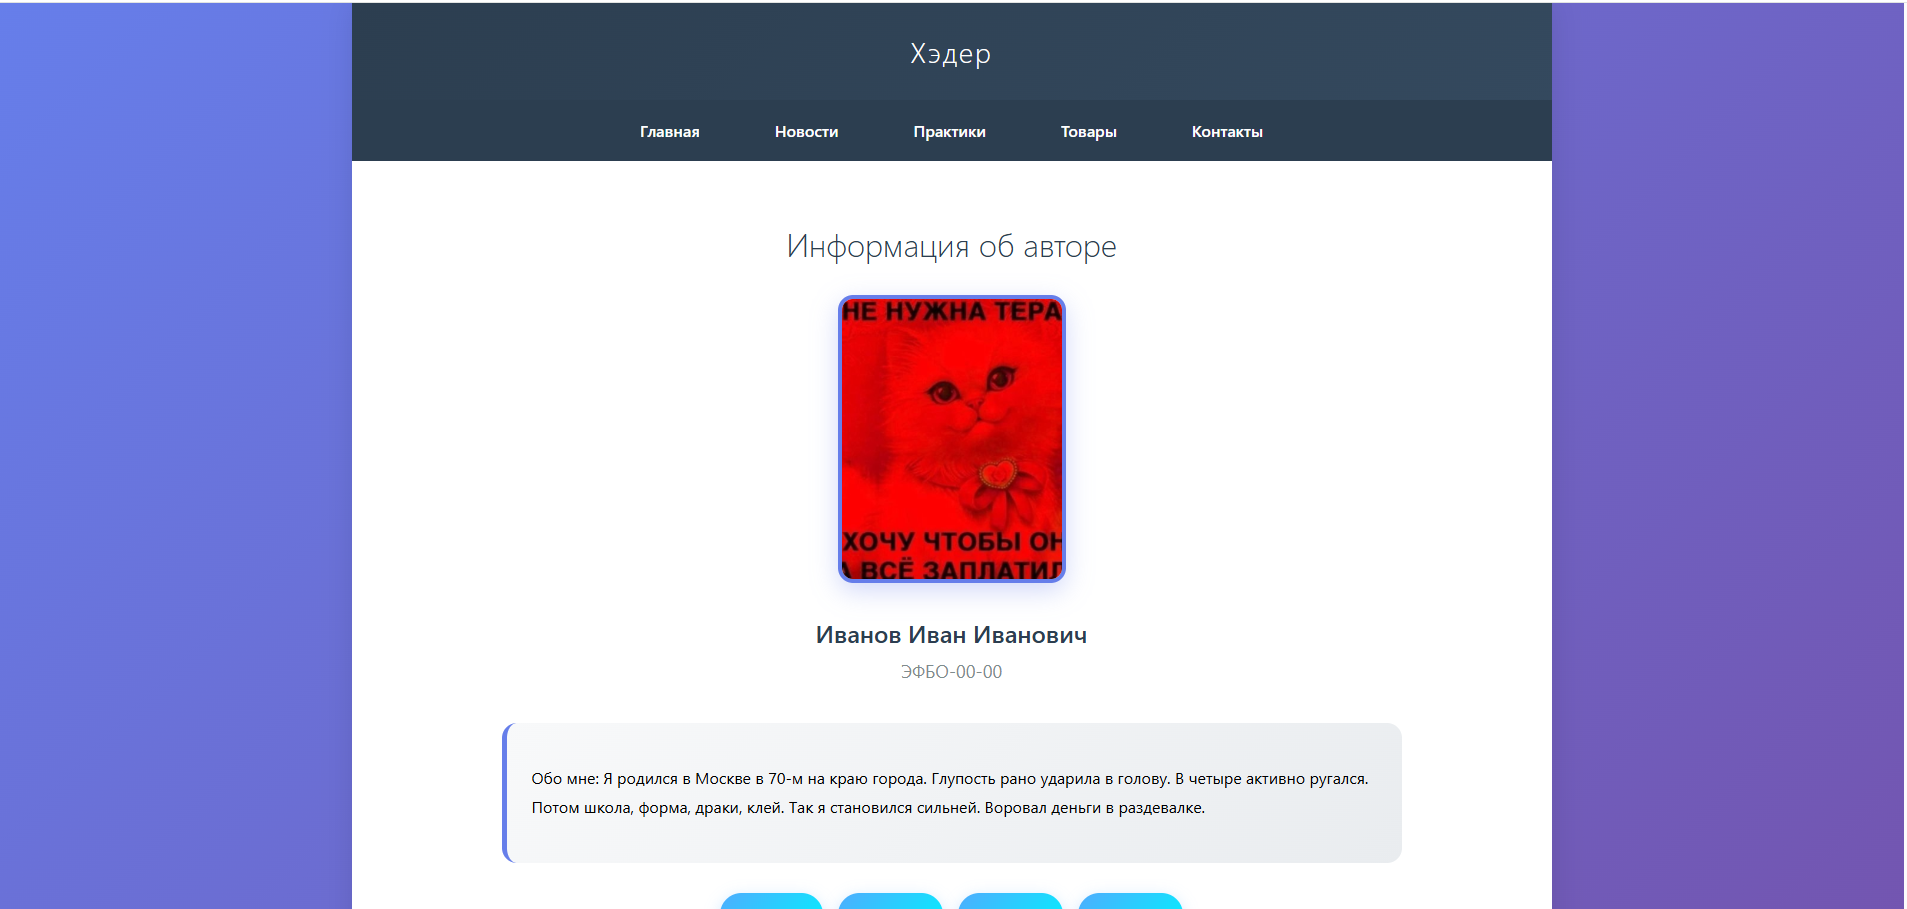 Хэдер
Главная Новости Практики Товары Контакты
Информация об авторе
НЕ НУЖНА ТЕРА
ХОЧУ ЧТОБЫ ОН
А ВСЁ ЗАПЛАТИЛ
Иванов Иван Иванович
ЭФБО-00-00
Обо мне: Я родился в Москве в 70-м на краю города. Глупость рано ударила в голову. В четыре активно ругался.
Потом школа, форма, драки, клей. Так я становился сильней. Воровал деньги в раздевалке.